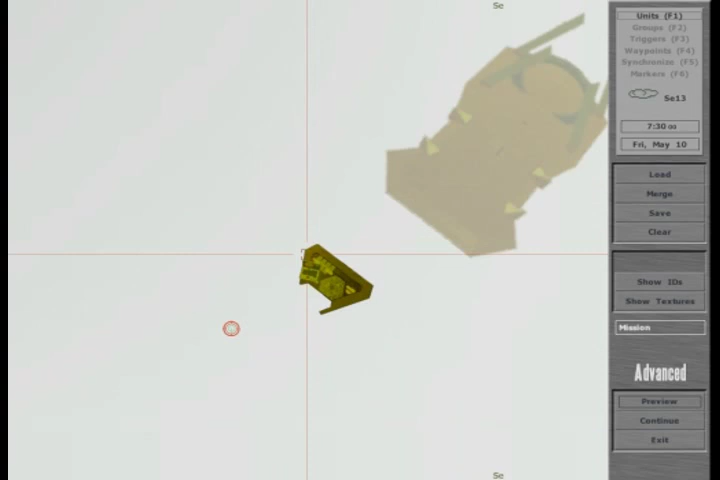 Se
Units (F1)
Groups (F2)
Triggers (F3)
Waypoints (F4)
Synchronize (F5)
Markers (F6)
Se13
7:30
Fri, May 10
Load
Merge
Save
Clear
Show IDs
Show Textures
Mission
Advanced
Preview
Continue
Exit
Se